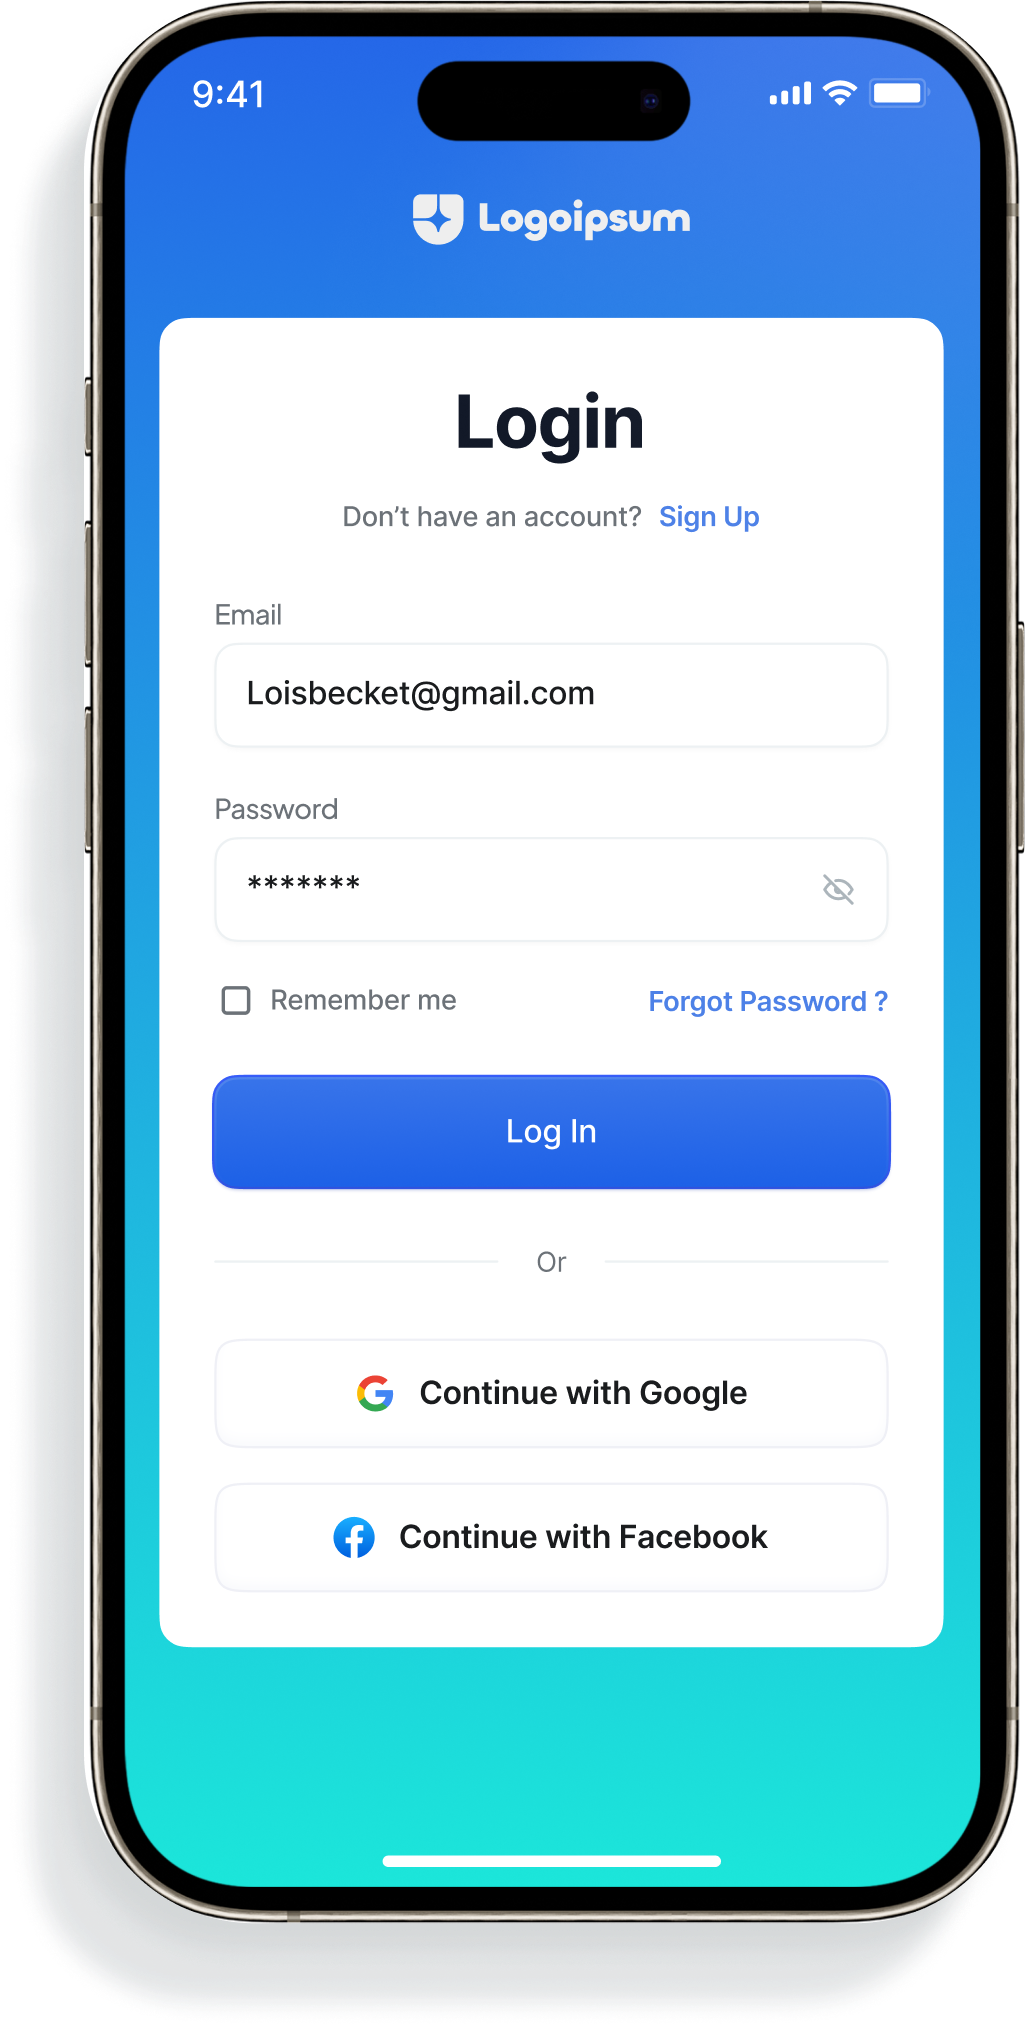 9:41
Logoipsum
Login
Don’t have an account? Sign Up
Email
Loisbecket@gmail.com
Password
*******
Remember me
Forgot Password ?
Log In
Or
Continue with Google
Continue with Facebook